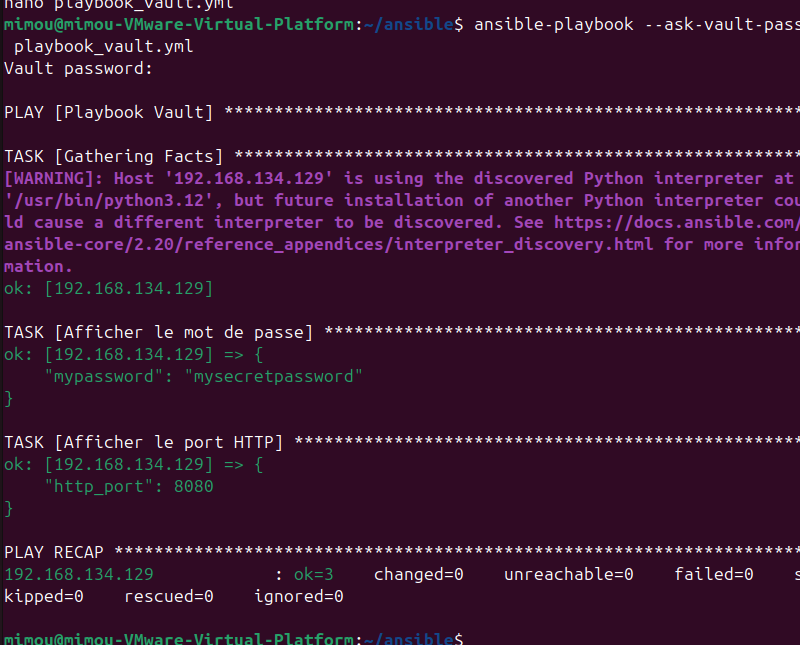 nano playbook_vault.yml
mimou@mimou-VMware-Virtual-Platform:~/ansible$ ansible-playbook --ask-vault-pass
 playbook_vault.yml
Vault password:
PLAY [Playbook Vault] **********************************************************
TASK [Gathering Facts] *********************************************************
[WARNING]: Host '192.168.134.129' is using the discovered Python interpreter at
'/usr/bin/python3.12', but future installation of another Python interpreter cou
ld cause a different interpreter to be discovered. See https://docs.ansible.com/
ansible-core/2.20/reference_appendices/interpreter_discovery.html for more infor
mation.
ok: [192.168.134.129]
TASK [Afficher le mot de passe] ************************************************
ok: [192.168.134.129] => {
    "mypassword": "mysecretpassword"
}
TASK [Afficher le port HTTP] ***************************************************
ok: [192.168.134.129] => {
    "http_port": 8080
}
PLAY RECAP *********************************************************************
192.168.134.129            : ok=3    changed=0    unreachable=0    failed=0    s
kipped=0    rescued=0    ignored=0
mimou@mimou-VMware-Virtual-Platform:~/ansible$